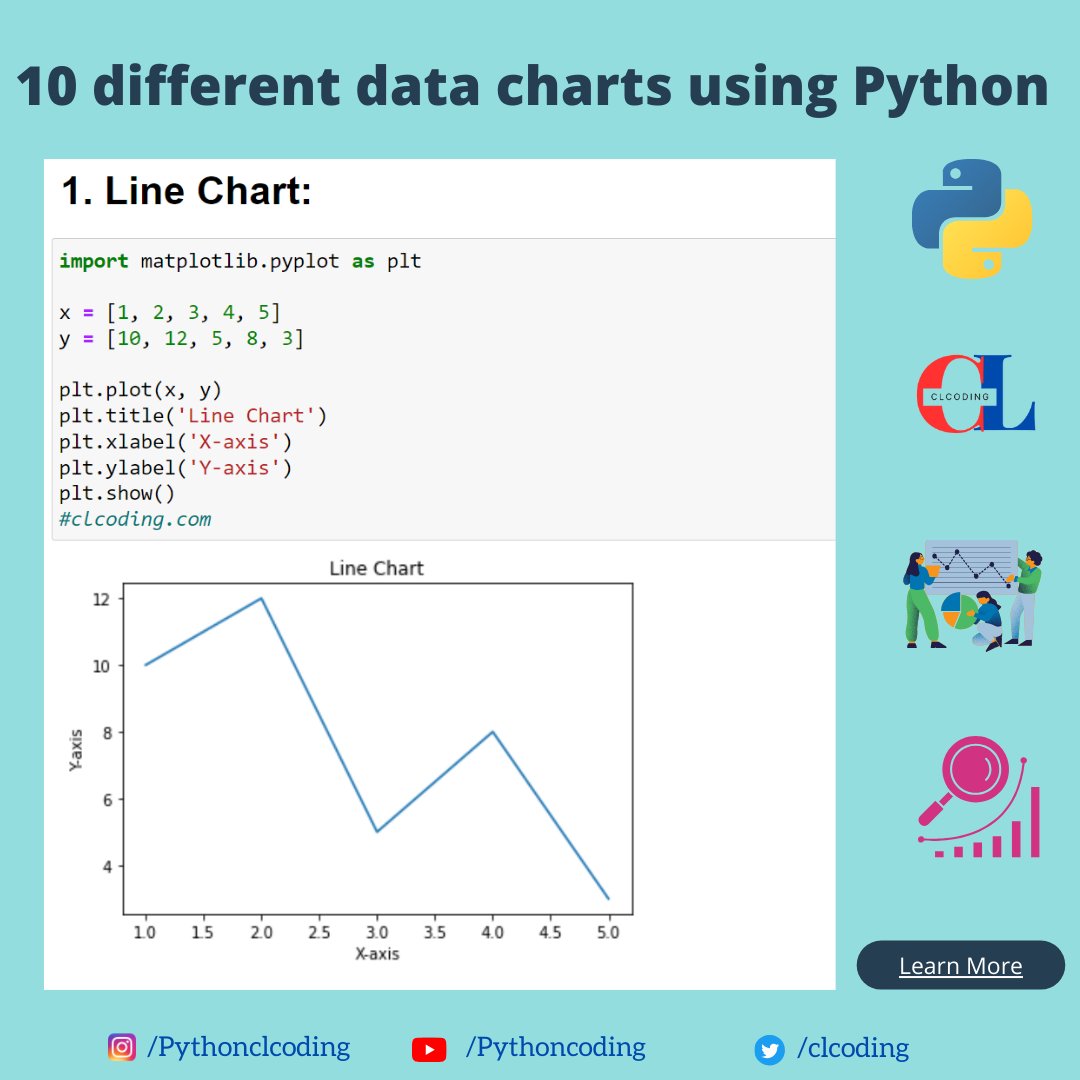 10 different data charts using Python
1. Line Chart:
import matplotlib.pyplot as plt
x = [1, 2, 3, 4, 5]
y = [10, 12, 5, 8, 3]
plt.plot(x, y)
plt.title('Line Chart')
plt.xlabel('X-axis')
plt.ylabel('Y-axis')
plt.show()
#clcoding.com
Line Chart
12
10
8
6
4
Y-axis
1.0 1.5 2.0 2.5 3.0 3.5 4.0 4.5 5.0
X-axis
CL
CLCODING
Learn More
/Pythonclcoding /Pythoncoding /clcoding